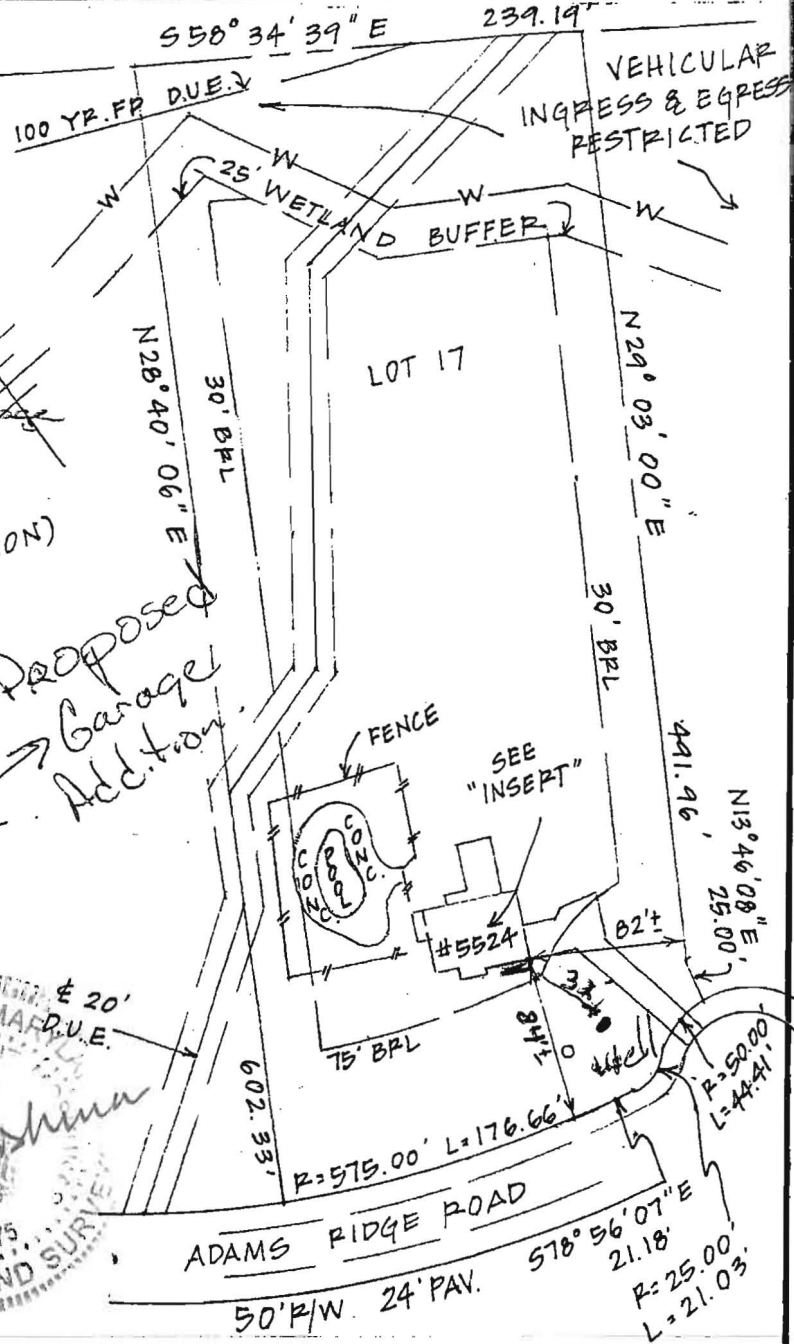 S58° 34' 39" E
239.19'
100 YR. FP D.U.E.
VEHICULAR
INGRESS & EGRESS
RESTRICTED
W
W
W
W
25' WETLAND BUFFER
N28° 40' 06" E
30' BRL
LOT 17
N29° 03' 00" E
30' BRL
ON)
Proposed
Garage
Addition.
FENCE
SEE
"INSERT"
CONC.
POOL
CONC.
#5524
491.96'
N13° 46' 08" E
25.00'
82'±
84'±
Well
75' BRL
20'
D.U.E.
602.33'
R=575.00' L=176.66'
R=50.00'
L=44.41'
ADAMS RIDGE ROAD
50' R/W 24' PAV.
S78° 56' 07" E
21.18'
R=25.00'
L=21.03'
MARYLA
75
ND SURVE